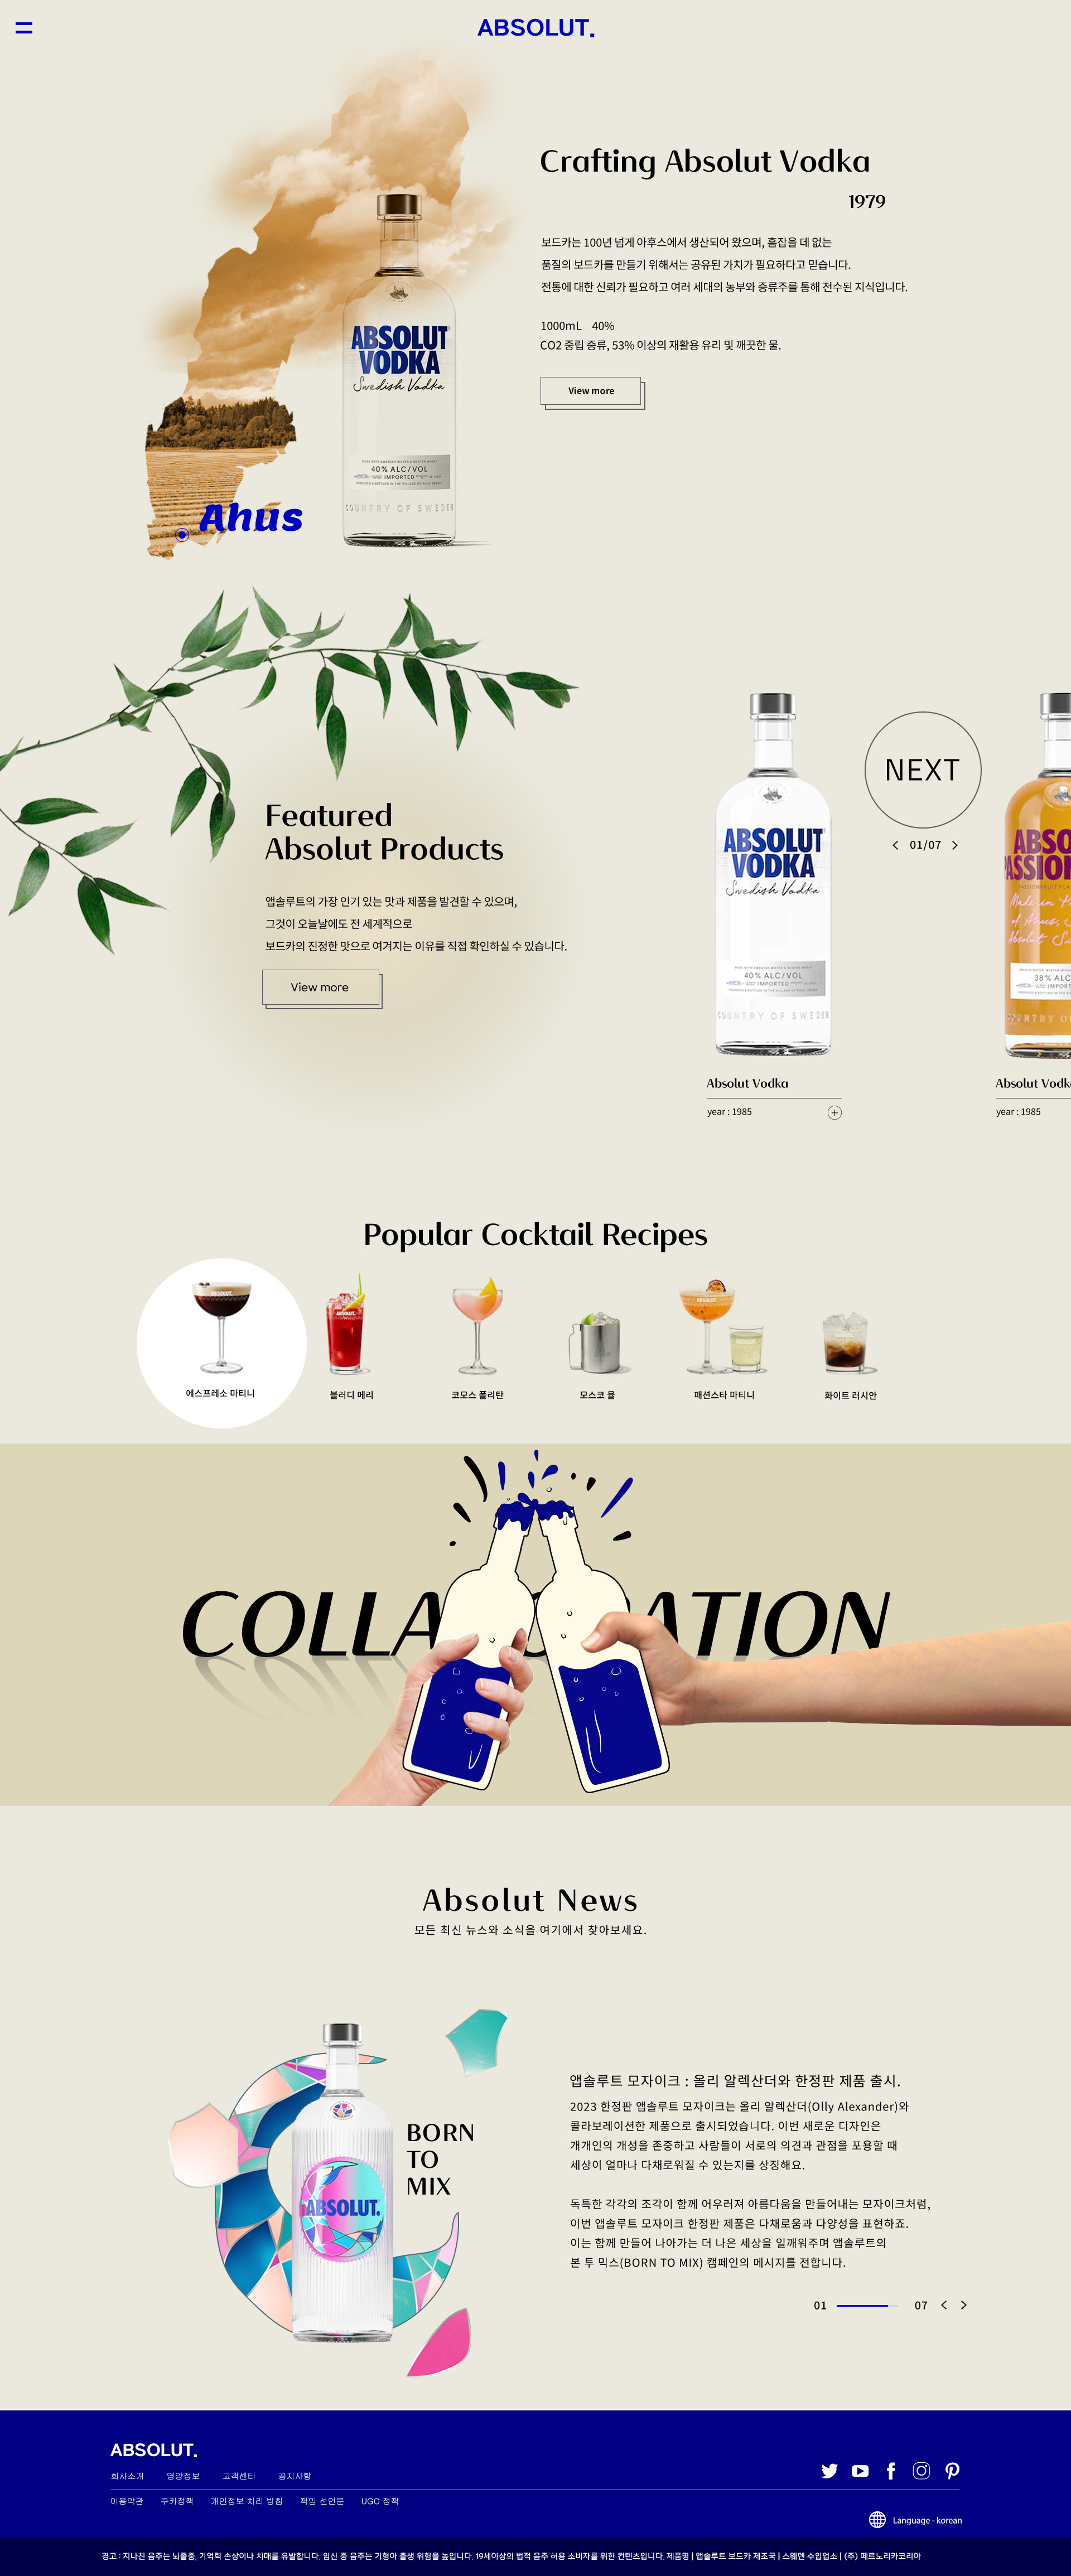 ABSOLUT.
Crafting Absolut Vodka
1979
보드카는 100년 넘게 아후스에서 생산되어 왔으며, 흠잡을 데 없는
품질의 보드카를 만들기 위해서는 공유된 가치가 필요하다고 믿습니다.
전통에 대한 신뢰가 필요하고 여러 세대의 농부와 증류주를 통해 전수된 지식입니다.
1000mL 40%
CO2 중립 증류, 53% 이상의 재활용 유리 및 깨끗한 물.
View more
ABSOLUT
VODKA
Swedish Vodka
40% ALC/VOL
IMPORTED
COUNTRY OF SWEDEN
Ahus
Featured
Absolut Products
앱솔루트의 가장 인기 있는 맛과 제품을 발견할 수 있으며,
그것이 오늘날에도 전 세계적으로
보드카의 진정한 맛으로 여겨지는 이유를 직접 확인하실 수 있습니다.
View more
ABSOLUT
VODKA
Swedish Vodka
40% ALC/VOL
IMPORTED
COUNTRY OF SWEDEN
Absolut Vodka
year : 1985
NEXT
01/07
ABSOL
PASSION
Made in
of Ahus, S
Absolut
38% ALC
IMPORT
Absolut Vodk
year : 1985
Popular Cocktail Recipes
ABSOLUT.
ABSOLUT.
ABSOLUT.
에스프레소 마티니
블러디 메리
코모스 폴리탄
모스코 뮬
패션스타 마티니
화이트 러시안
COLLA ATION
Absolut News
모든 최신 뉴스와 소식을 여기에서 찾아보세요.
BORN
TO
MIX
ABSOLUT.
앱솔루트 모자이크 : 올리 알렉산더와 한정판 제품 출시.
2023 한정판 앱솔루트 모자이크는 올리 알렉산더(Olly Alexander)와
콜라보레이션한 제품으로 출시되었습니다. 이번 새로운 디자인은
개개인의 개성을 존중하고 사람들이 서로의 의견과 관점을 포용할 때
세상이 얼마나 다채로워질 수 있는지를 상징해요.
독특한 각각의 조각이 함께 어우러져 아름다움을 만들어내는 모자이크처럼,
이번 앱솔루트 모자이크 한정판 제품은 다채로움과 다양성을 표현하죠.
이는 함께 만들어 나아가는 더 나은 세상을 일깨워주며 앱솔루트의
본 투 믹스(BORN TO MIX) 캠페인의 메시지를 전합니다.
01 07
ABSOLUT.
회사소개 영양정보 고객센터 공지사항
이용약관 쿠키정책 개인정보 처리 방침 책임 선언문 UGC 정책
Language - korean
경고 : 지나친 음주는 뇌졸중, 기억력 손상이나 치매를 유발합니다. 임신 중 음주는 기형아 출생 위험을 높입니다. 19세이상의 법적 음주 허용 소비자를 위한 컨텐츠입니다. 제품명 | 앱솔루트 보드카 제조국 | 스웨덴 수입업소 | (주) 페르노리카코리아